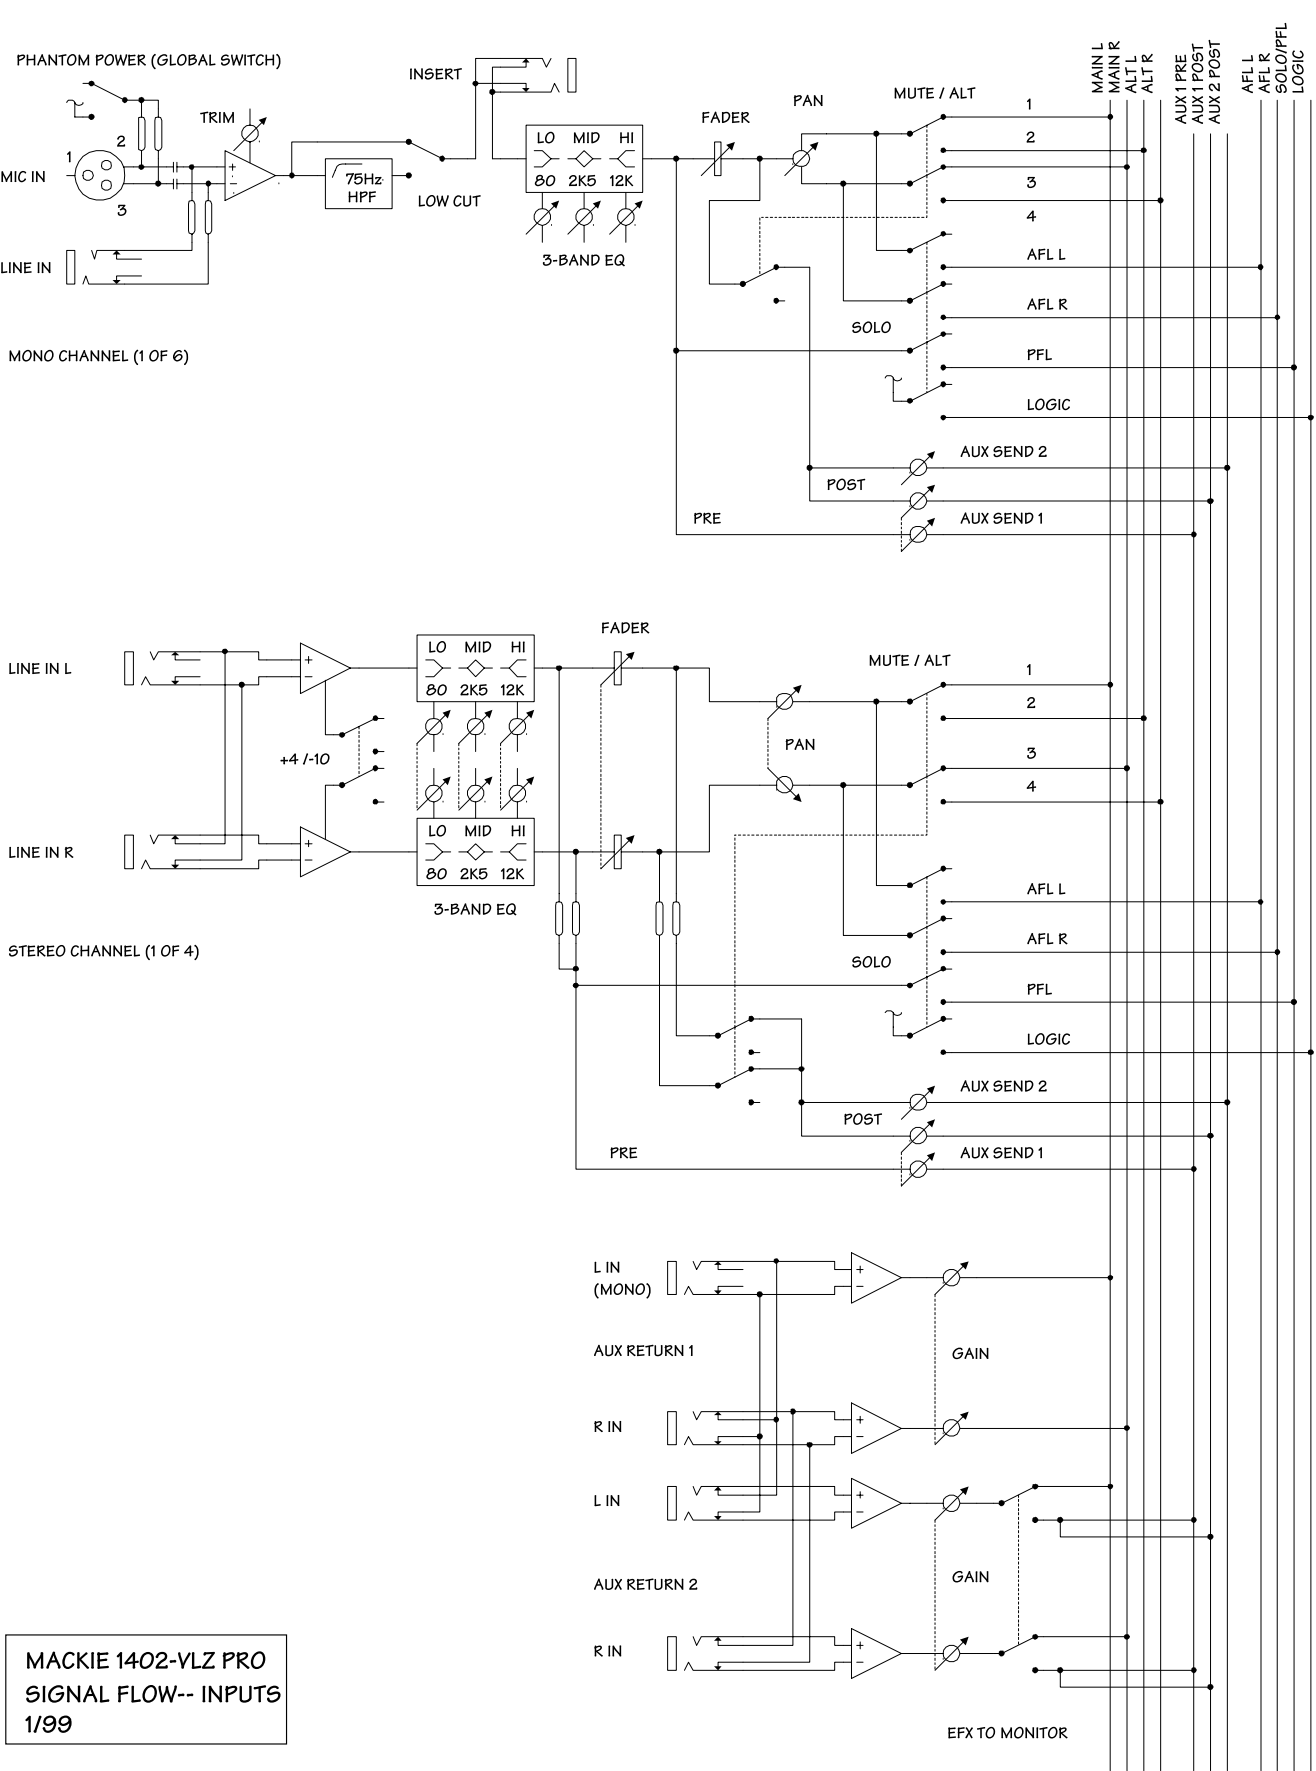 MAIN L
MAIN R
ALT L
ALT R
AUX 1 PRE
AUX 1 POST
AUX 2 POST
AFL L
AFL R
SOLO/PFL
LOGIC
PHANTOM POWER (GLOBAL SWITCH)
INSERT
TRIM
FADER
PAN
MUTE / ALT
1
2
3
4
LO MID HI
80 2K5 12K
3-BAND EQ
2
1
3
MIC IN
75Hz
HPF
LOW CUT
LINE IN
AFL L
AFL R
SOLO
PFL
LOGIC
MONO CHANNEL (1 OF 6)
AUX SEND 2
POST
PRE
AUX SEND 1
FADER
MUTE / ALT
LINE IN L
LO MID HI
80 2K5 12K
1
2
+4 /-10
PAN
3
4
LINE IN R
LO MID HI
80 2K5 12K
3-BAND EQ
AFL L
AFL R
STEREO CHANNEL (1 OF 4)
SOLO
PFL
LOGIC
AUX SEND 2
POST
PRE
AUX SEND 1
L IN
(MONO)
AUX RETURN 1
GAIN
R IN
L IN
AUX RETURN 2
GAIN
R IN
EFX TO MONITOR
MACKIE 1402-VLZ PRO
SIGNAL FLOW-- INPUTS
1/99